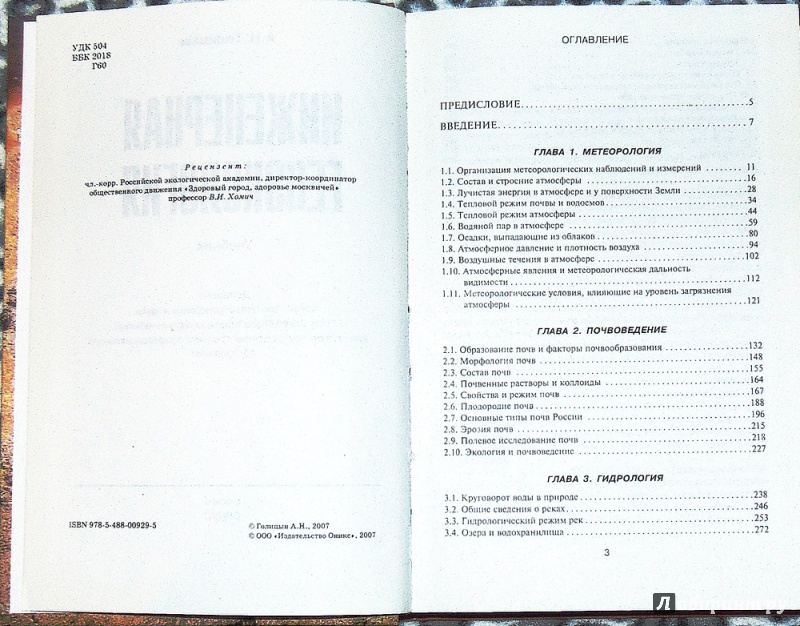 УДК 504
ББК 2018
Г60
Рецензент:
чл.-корр. Российской экологической академии, директор-координатор
общественного движения «Здоровый город, здоровье москвичей»
профессор В.И. Хомич
ISBN 978-5-488-00929-5
© Голицын А.Н., 2007
© ООО «Издательство Оникс», 2007
ОГЛАВЛЕНИЕ
ПРЕДИСЛОВИЕ..........5
ВВЕДЕНИЕ..........7
ГЛАВА 1. МЕТЕОРОЛОГИЯ
1.1. Организация метеорологических наблюдений и измерений .......... 11
1.2. Состав и строение атмосферы ..........16
1.3. Лучистая энергия в атмосфере и у поверхности Земли ..........28
1.4. Тепловой режим почвы и водоемов ..........34
1.5. Тепловой режим атмосферы ..........44
1.6. Водяной пар в атмосфере ..........59
1.7. Осадки, выпадающие из облаков ..........80
1.8. Атмосферное давление и плотность воздуха ..........94
1.9. Воздушные течения в атмосфере ..........102
1.10. Атмосферные явления и метеорологическая дальность
видимости ..........112
1.11. Метеорологические условия, влияющие на уровень загрязнения
атмосферы ..........121
ГЛАВА 2. ПОЧВОВЕДЕНИЕ
2.1. Образование почв и факторы почвообразования ..........132
2.2. Морфология почв ..........148
2.3. Состав почв ..........155
2.4. Почвенные растворы и коллоиды ..........164
2.5. Свойства и режим почв ..........167
2.6. Плодородие почв ..........188
2.7. Основные типы почв России ..........196
2.8. Эрозия почв ..........215
2.9. Полевое исследование почв ..........218
2.10. Экология и почвоведение ..........227
ГЛАВА 3. ГИДРОЛОГИЯ
3.1. Круговорот воды в природе ..........238
3.2. Общие сведения о реках ..........246
3.3. Гидрологический режим рек ..........253
3.4. Озера и водохранилища ..........272
3